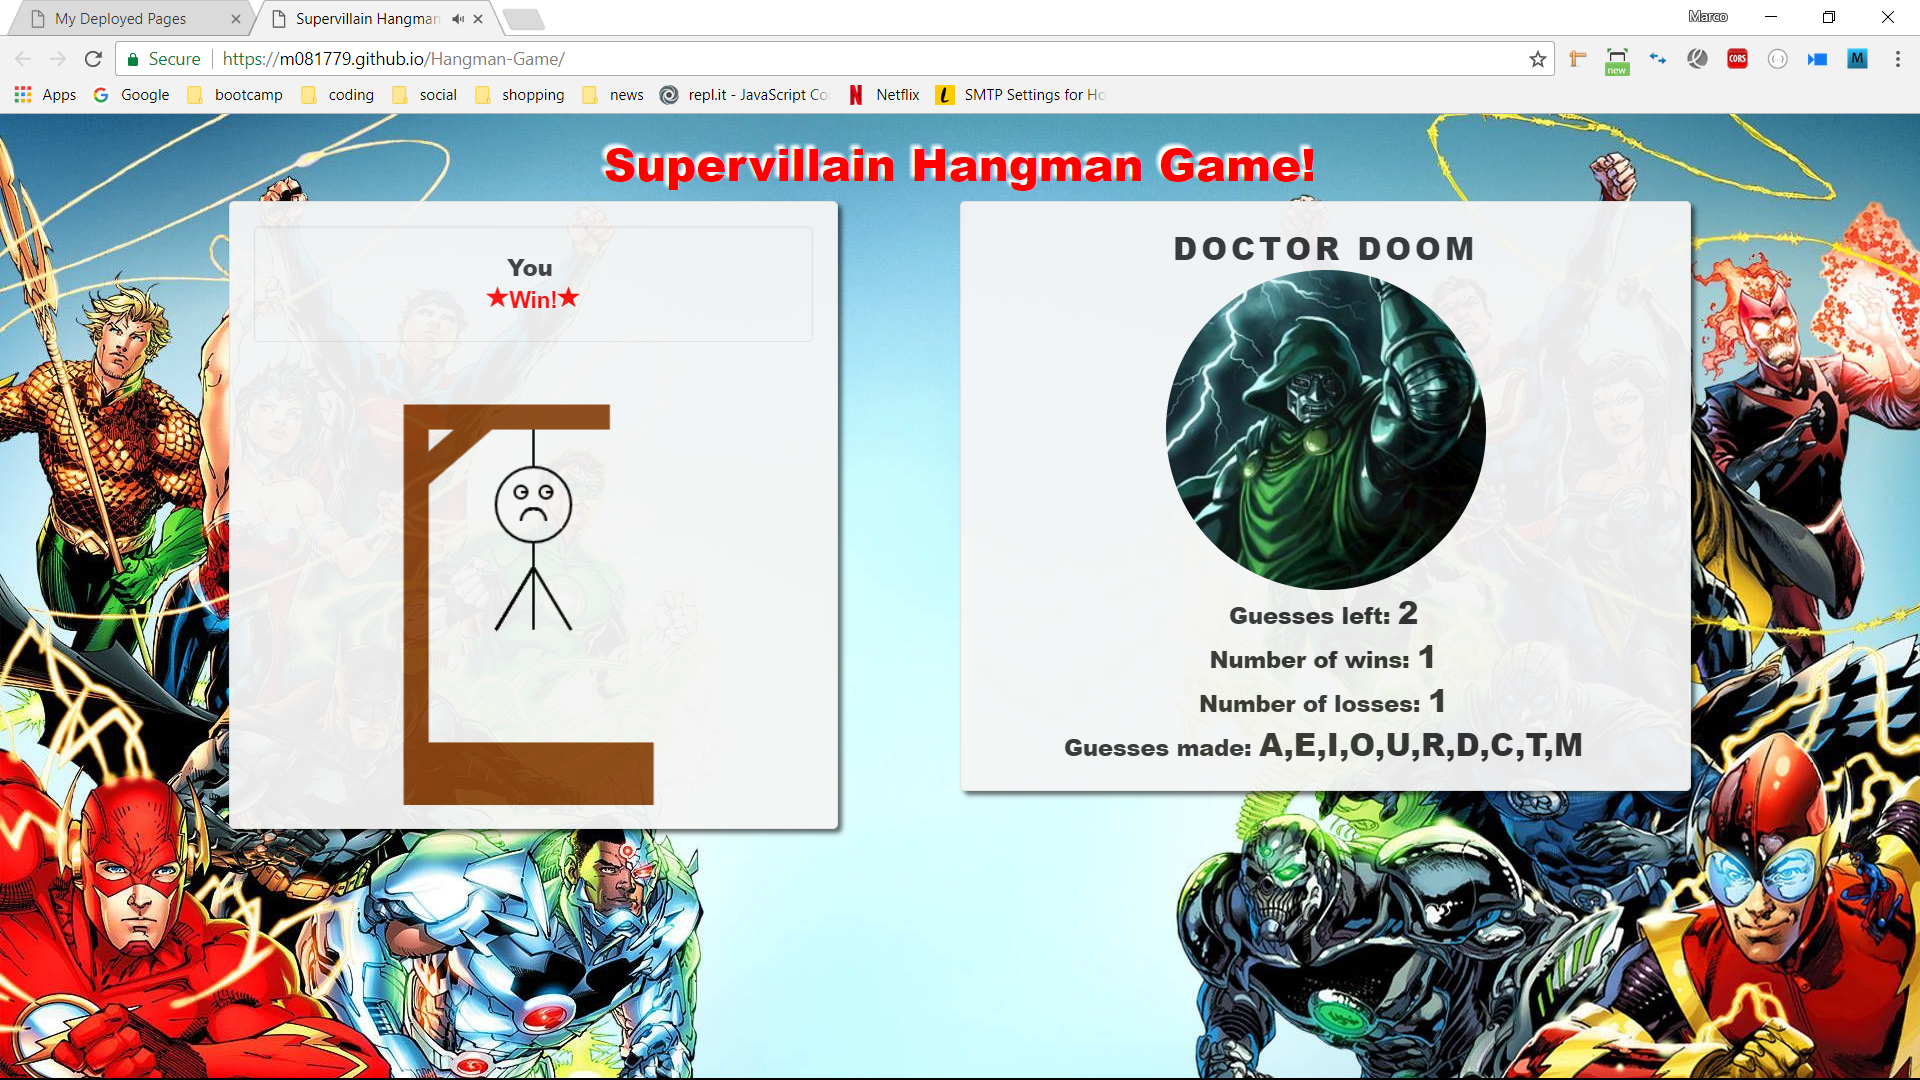 My Deployed Pages
Supervillain Hangman
Marco
Secure
https://m081779.github.io/Hangman-Game/
new
CORS
M
Apps
Google
bootcamp
coding
social
shopping
news
repl.it - JavaScript Co
Netflix
SMTP Settings for Ho
Supervillain Hangman Game!
You
★Win!★
DOCTOR DOOM
Guesses left: 2
Number of wins: 1
Number of losses: 1
Guesses made: A,E,I,O,U,R,D,C,T,M